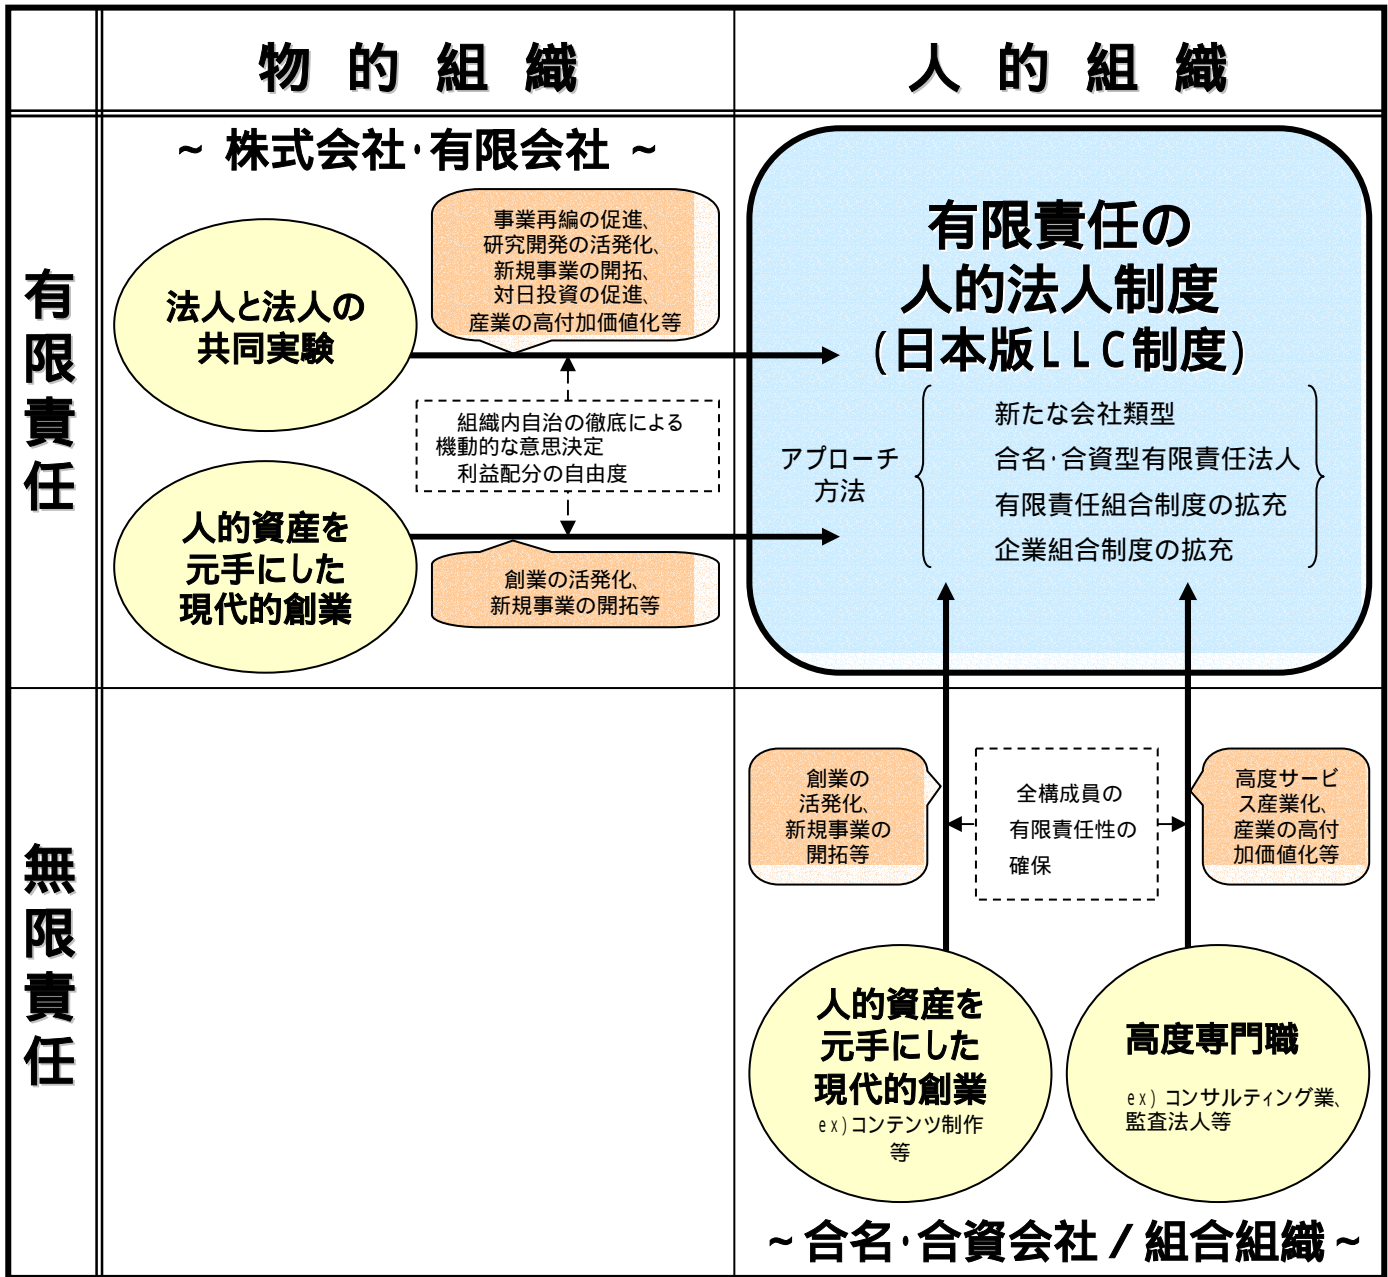 物的組織
人的組織
有限責任
～ 株式会社・有限会社 ～
法人と法人の
共同実験
事業再編の促進、
研究開発の活発化、
新規事業の開拓、
対日投資の促進、
産業の高付加価値化等
組織内自治の徹底による
機動的な意思決定
利益配分の自由度
人的資産を
元手にした
現代的創業
創業の活発化、
新規事業の開拓等
有限責任の
人的法人制度
(日本版LLC制度)
アプローチ
方法
新たな会社類型
合名・合資型有限責任法人
有限責任組合制度の拡充
企業組合制度の拡充
無限責任
創業の
活発化、
新規事業の
開拓等
全構成員の
有限責任性の
確保
高度サービ
ス産業化、
産業の高付
加価値化等
人的資産を
元手にした
現代的創業
ex)コンテンツ制作
等
高度専門職
ex) コンサルティング業、
監査法人等
～合名・合資会社/組合組織～